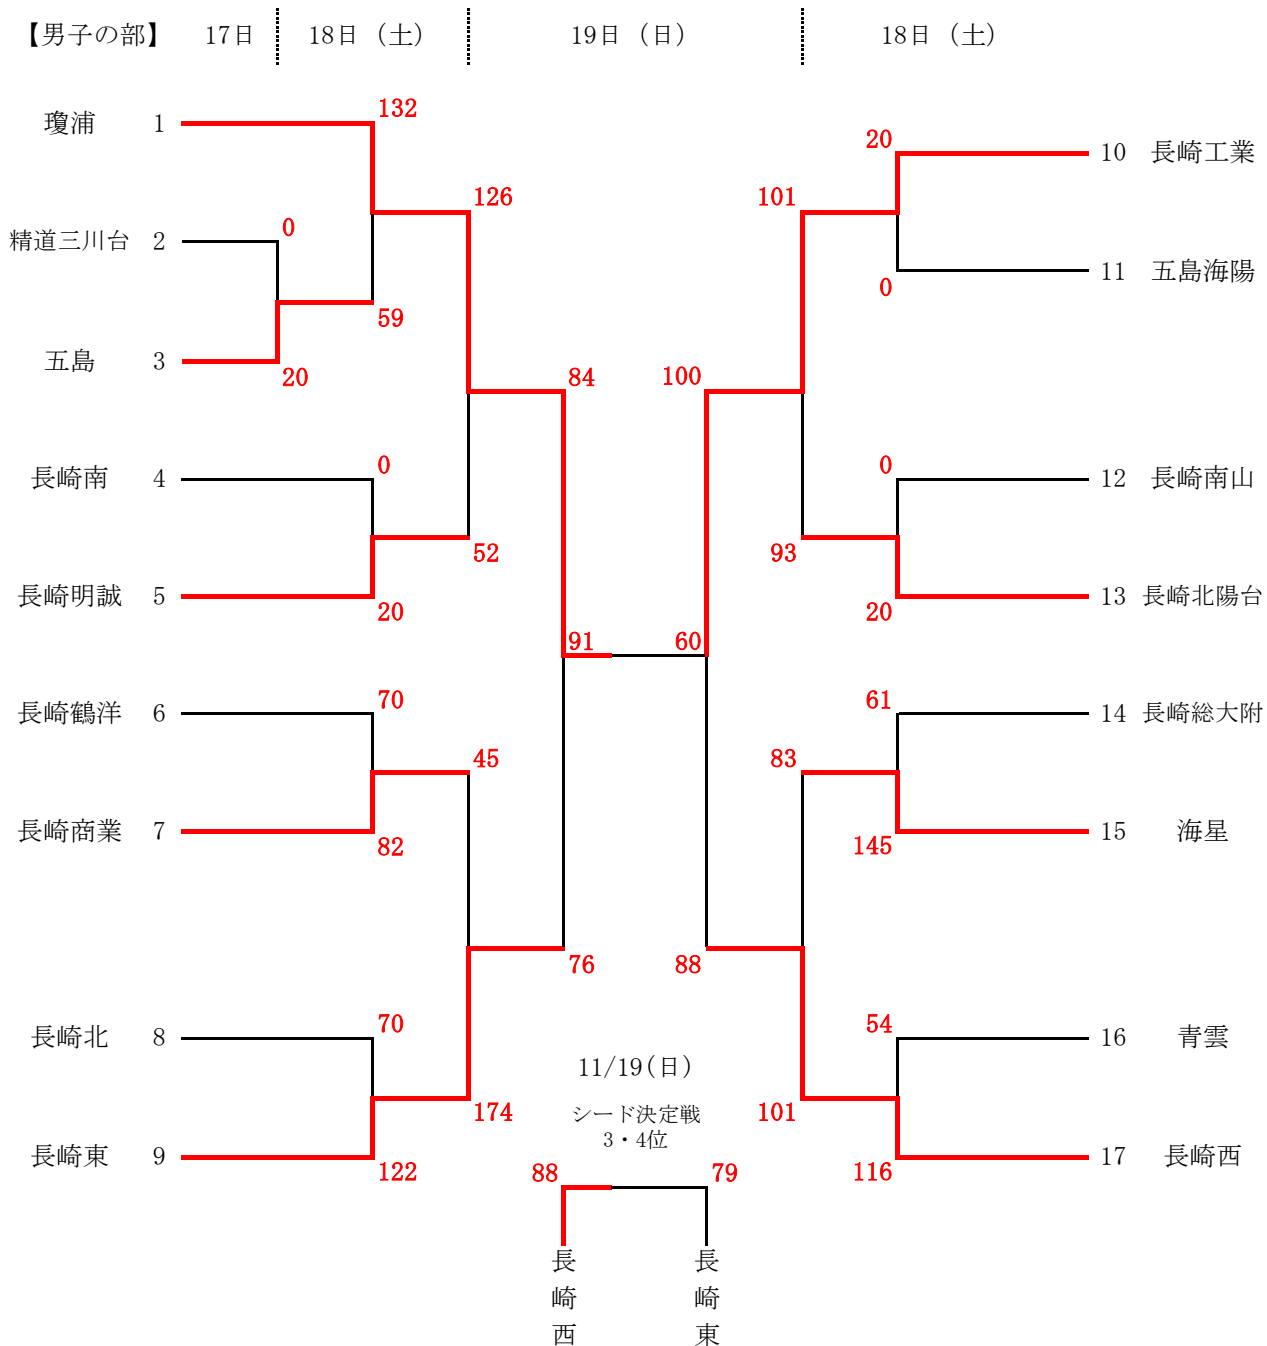 【男子の部】 17日 18日（土） 19日（日） 18日（土）
132
瓊浦 1
20
10 長崎工業
126
101
0
精道三川台 2
11 五島海陽
0
59
五島 3
20
84
100
0
0
長崎南 4
12 長崎南山
52
93
長崎明誠 5
13 長崎北陽台
20
20
91
60
70
61
長崎鶴洋 6
14 長崎総大附
45
83
長崎商業 7
15 海星
82
145
76
88
70
54
長崎北 8
16 青雲
11/19(日)
174
シード決定戦
101
3・4位
長崎東 9
17 長崎西
122
88
79
116
長崎西
長崎東